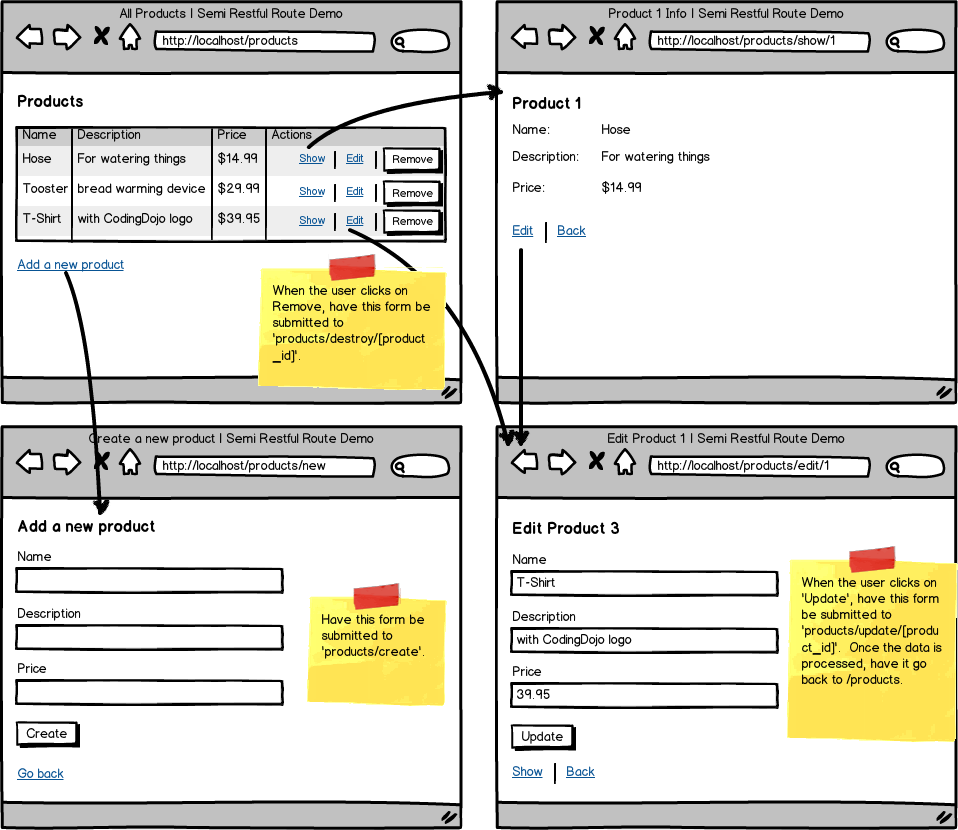 All Products | Semi Restful Route Demo
http://localhost/products
Products
Name Description Price Actions
Hose For watering things $14.99 Show | Edit | Remove
Tooster bread warming device $29.99 Show | Edit | Remove
T-Shirt with CodingDojo logo $39.95 Show | Edit | Remove
Add a new product
When the user clicks on
Remove, have this form be
submitted to
'products/destroy/[product
_id]'.
Product 1 Info | Semi Restful Route Demo
http://localhost/products/show/1
Product 1
Name: Hose
Description: For watering things
Price: $14.99
Edit | Back
Create a new product | Semi Restful Route Demo
http://localhost/products/new
Add a new product
Name
Description
Price
Create
Go back
Have this form be
submitted to
'products/create'.
Edit Product 1 | Semi Restful Route Demo
http://localhost/products/edit/1
Edit Product 3
Name
T-Shirt
Description
with CodingDojo logo
Price
39.95
Update
Show | Back
When the user clicks on
'Update', have this form
be submitted to
'products/update/[produ
ct_id]'. Once the data is
processed, have it go
back to /products.